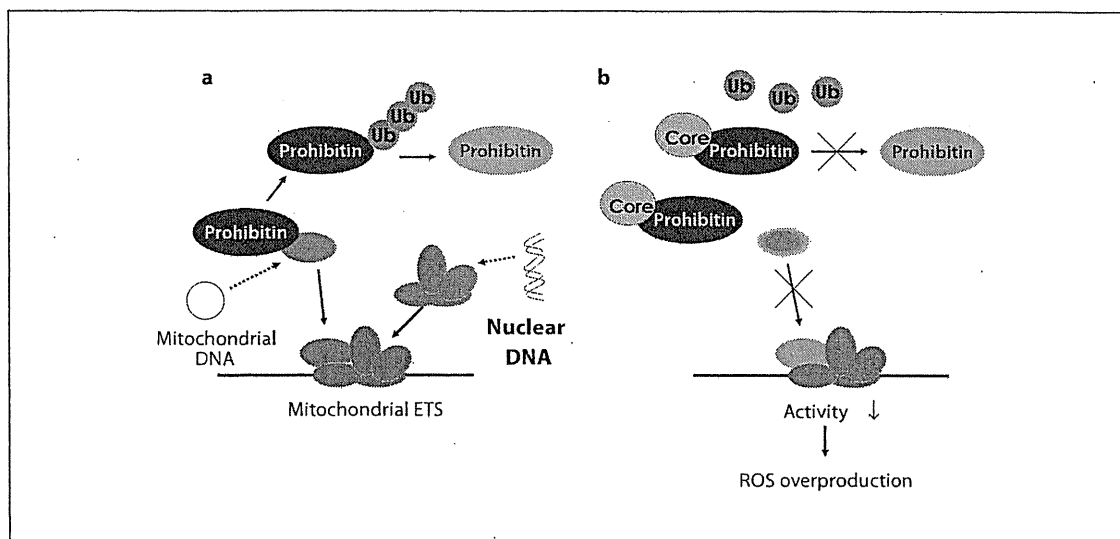 a
Ub
Ub
Ub
Prohibitin
Prohibitin
Prohibitin
Mitochondrial
DNA
Nuclear
DNA
Mitochondrial ETS
b
Ub
Ub
Ub
Core
Prohibitin
Prohibitin
Core
Prohibitin
Activity ↓
ROS overproduction